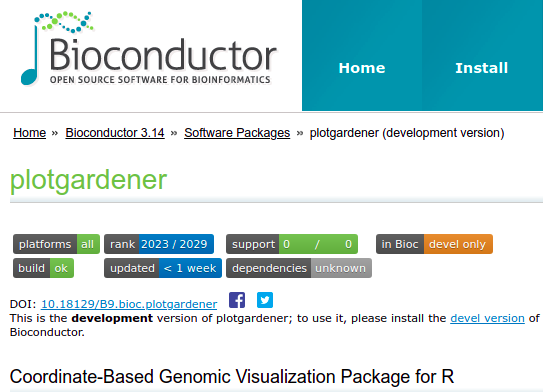 Bioconductor
OPEN SOURCE SOFTWARE FOR BIOINFORMATICS
Home Install
Home » Bioconductor 3.14 » Software Packages » plotgardener (development version)
plotgardener
platforms all rank 2023 / 2029 support 0 / 0 in Bioc devel only
build ok updated < 1 week dependencies unknown
DOI: 10.18129/B9.bioc.plotgardener
This is the development version of plotgardener; to use it, please install the devel version of
Bioconductor.
Coordinate-Based Genomic Visualization Package for R